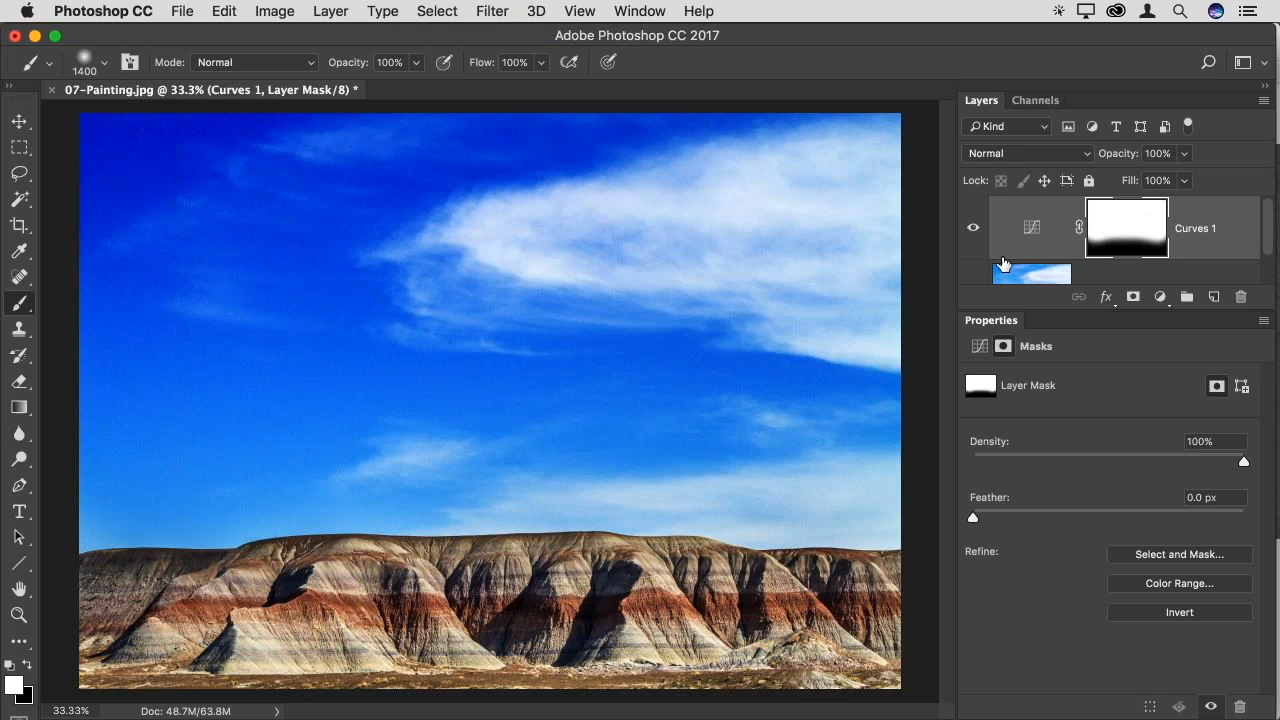 Photoshop CC File Edit Image Layer Type Select Filter 3D View Window Help
Adobe Photoshop CC 2017
1400 Mode: Normal Opacity: 100% Flow: 100%
07-Painting.jpg @ 33.3% (Curves 1, Layer Mask/8) *
Layers Channels
Kind
Normal Opacity: 100%
Lock: Fill: 100%
Curves 1
fx
Properties
Masks
Layer Mask
Density: 100%
Feather: 0.0 px
Refine: Select and Mask...
Color Range...
Invert
33.33% Doc: 48.7M/63.8M